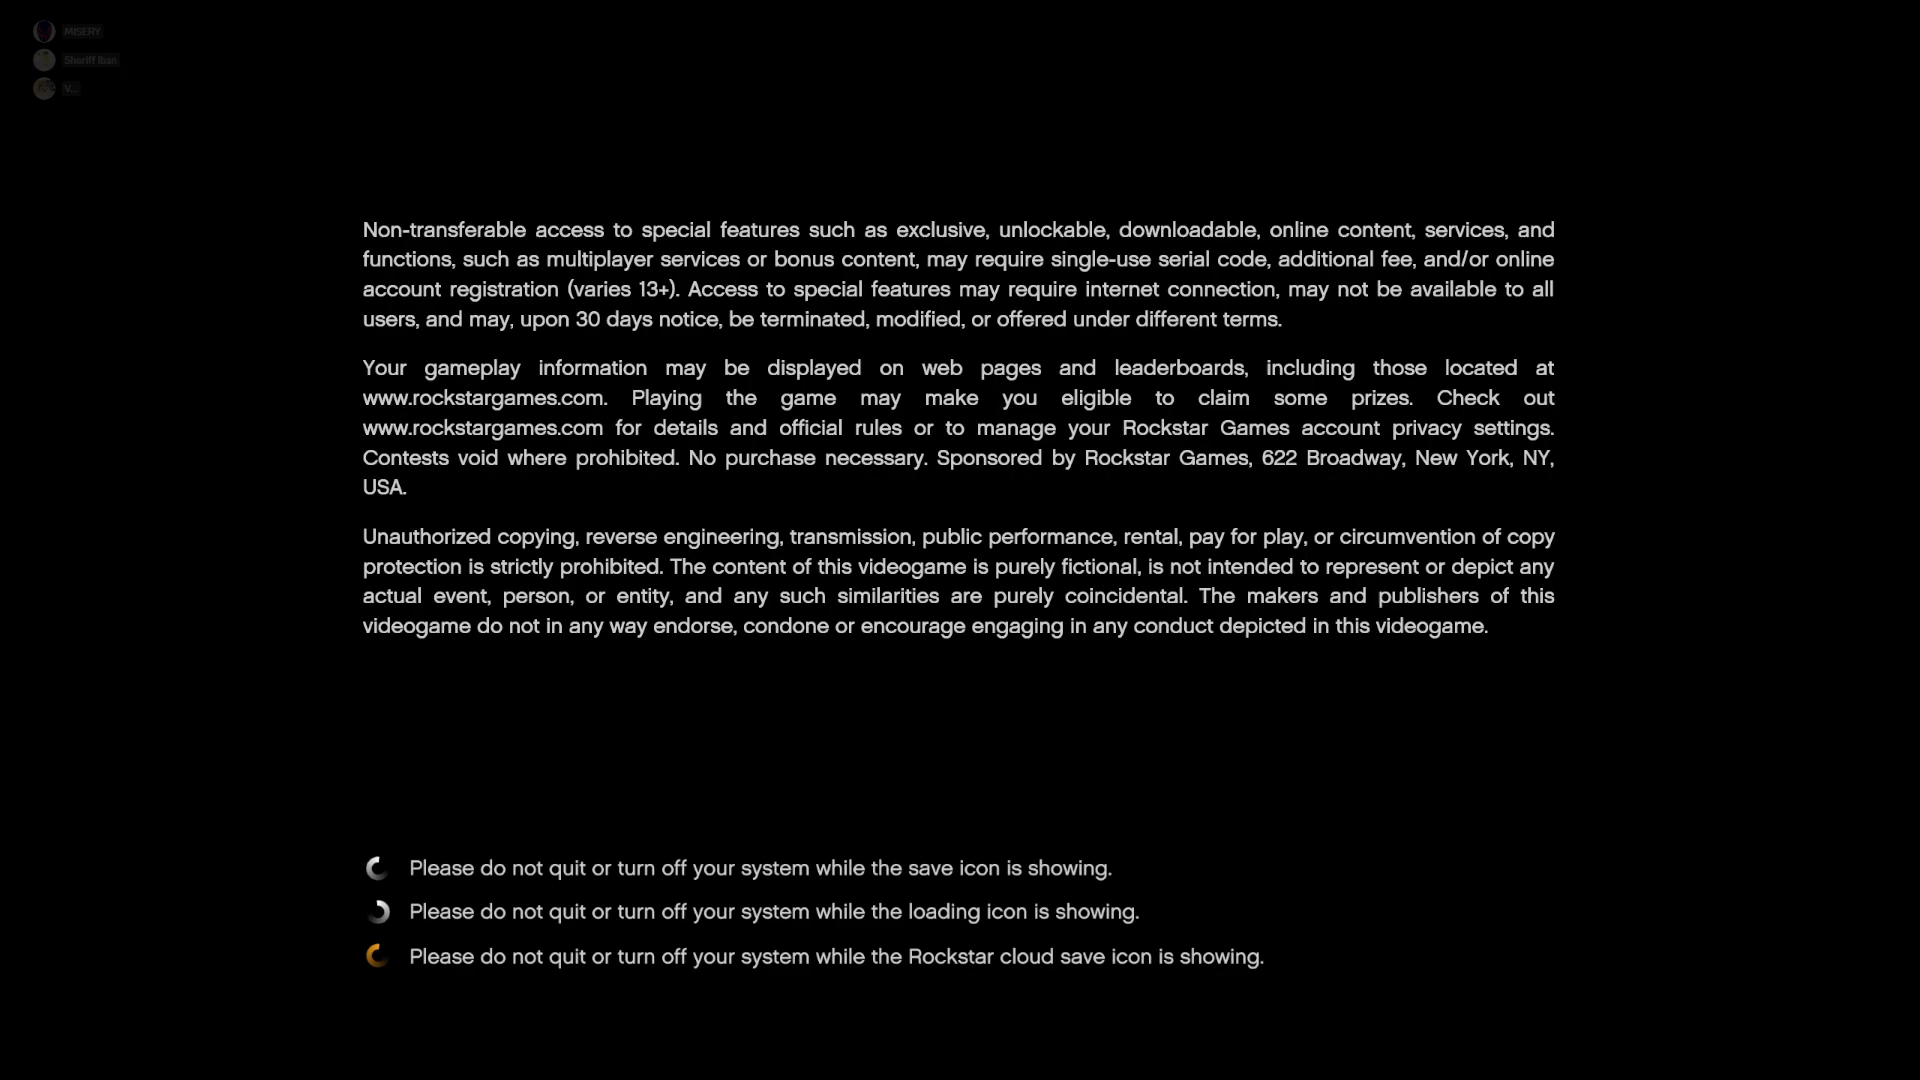 MISERY
Sheriff Iban
V...
Non-transferable access to special features such as exclusive, unlockable, downloadable, online content, services, and
functions, such as multiplayer services or bonus content, may require single-use serial code, additional fee, and/or online
account registration (varies 13+). Access to special features may require internet connection, may not be available to all
users, and may, upon 30 days notice, be terminated, modified, or offered under different terms.
Your gameplay information may be displayed on web pages and leaderboards, including those located at
www.rockstargames.com. Playing the game may make you eligible to claim some prizes. Check out
www.rockstargames.com for details and official rules or to manage your Rockstar Games account privacy settings.
Contests void where prohibited. No purchase necessary. Sponsored by Rockstar Games, 622 Broadway, New York, NY,
USA.
Unauthorized copying, reverse engineering, transmission, public performance, rental, pay for play, or circumvention of copy
protection is strictly prohibited. The content of this videogame is purely fictional, is not intended to represent or depict any
actual event, person, or entity, and any such similarities are purely coincidental. The makers and publishers of this
videogame do not in any way endorse, condone or encourage engaging in any conduct depicted in this videogame.
Please do not quit or turn off your system while the save icon is showing.
Please do not quit or turn off your system while the loading icon is showing.
Please do not quit or turn off your system while the Rockstar cloud save icon is showing.